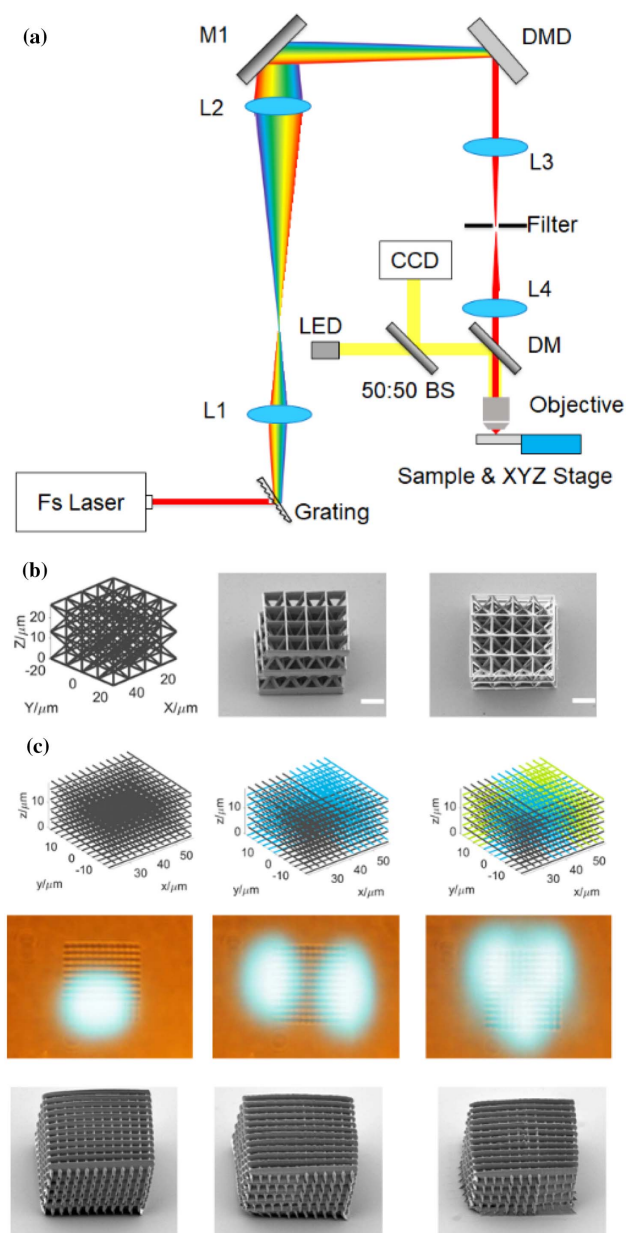 (a)
M1
DMD
L2
L3
Filter
CCD
L4
LED
DM
50:50 BS
L1
Objective
Sample & XYZ Stage
Fs Laser
Grating
(b)
Z/μm
20
10
0
-20
0
20
Y/μm
40
20
X/μm
(c)
z/μm
10
0
10
0
-10
y/μm
30
40
50
x/μm
z/μm
10
0
10
0
-10
y/μm
30
40
50
x/μm
z/μm
10
0
10
0
-10
y/μm
30
40
50
x/μm